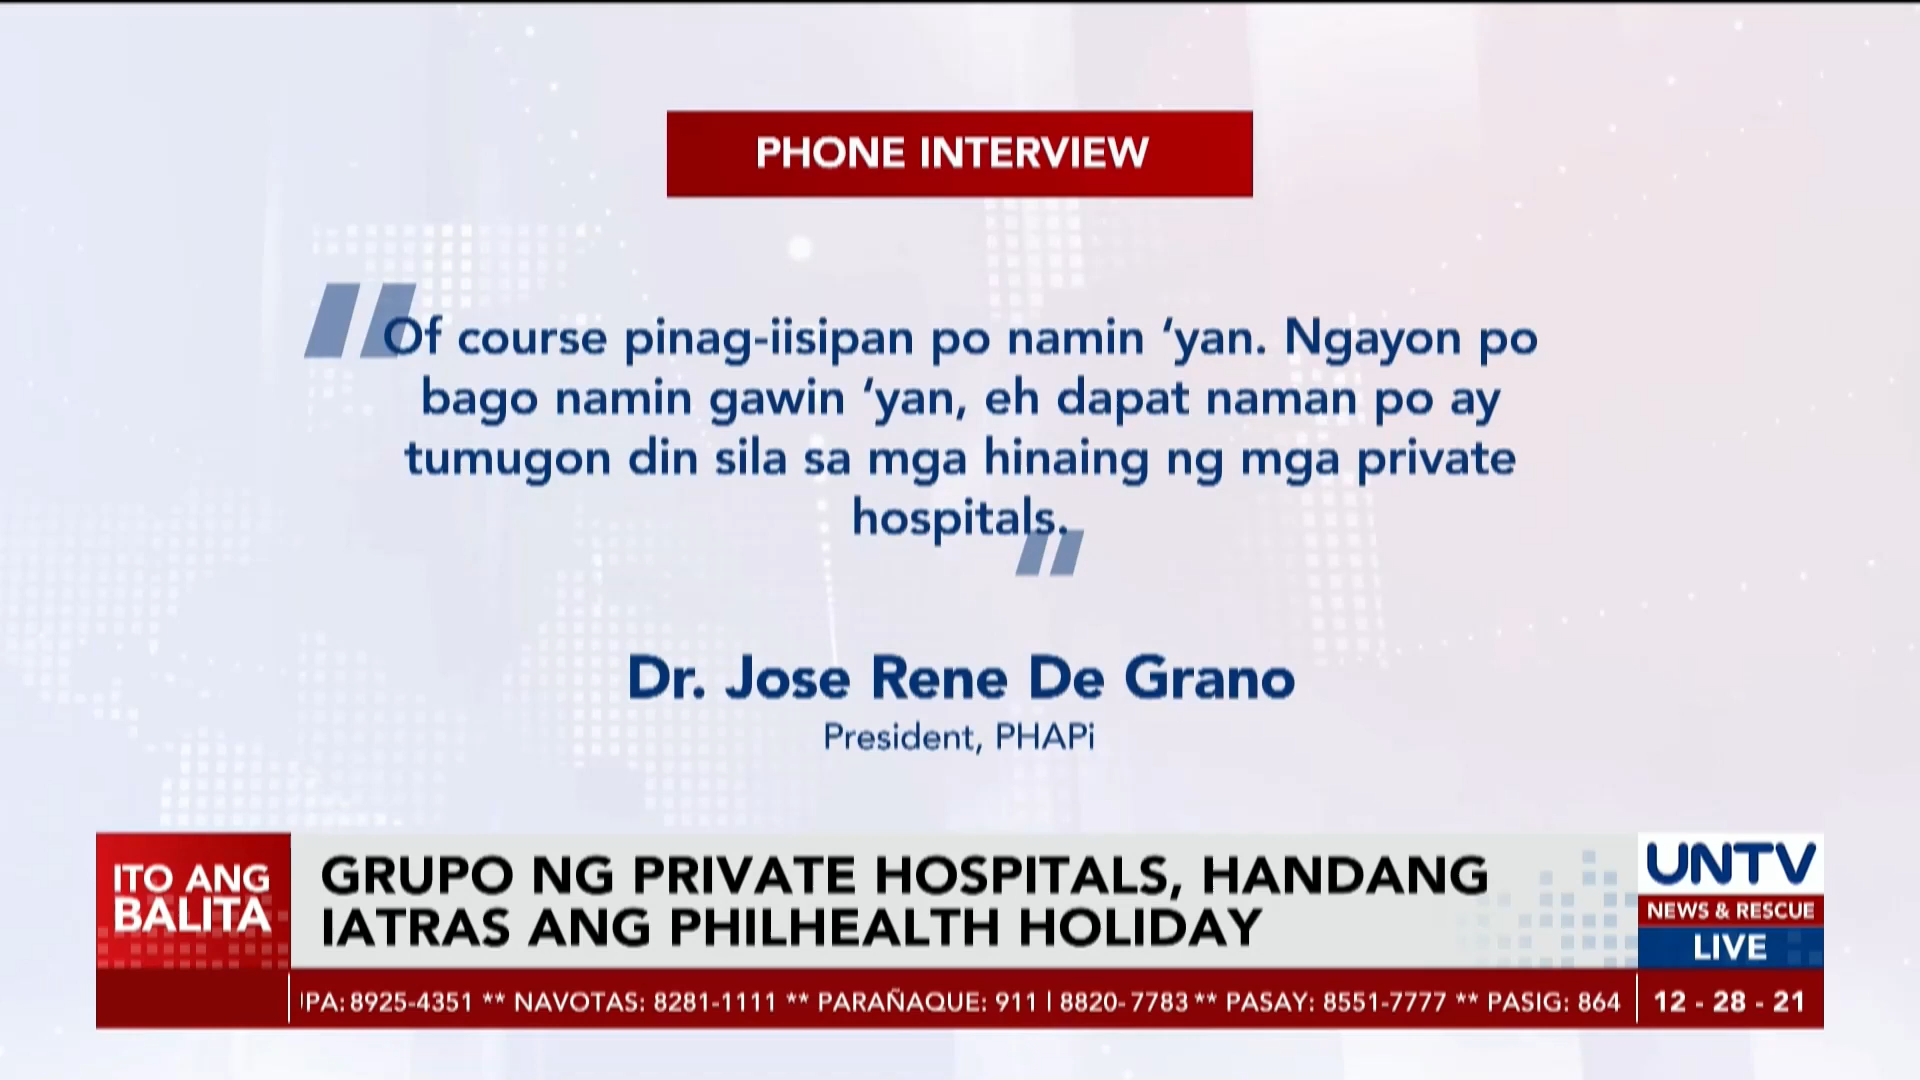 PHONE INTERVIEW
Of course pinag-iisipan po namin ‘yan. Ngayon po
bago namin gawin ‘yan, eh dapat naman po ay
tumugon din sila sa mga hinaing ng mga private
hospitals.
Dr. Jose Rene De Grano
President, PHAPi
ITO ANG
BALITA
GRUPO NG PRIVATE HOSPITALS, HANDANG
IATRAS ANG PHILHEALTH HOLIDAY
UNTV
NEWS & RESCUE
LIVE
PA: 8925-4351 ** NAVOTAS: 8281-1111 ** PARAÑAQUE: 911 | 8820-7783 ** PASAY: 8551-7777 ** PASIG: 864
12 - 28 - 21